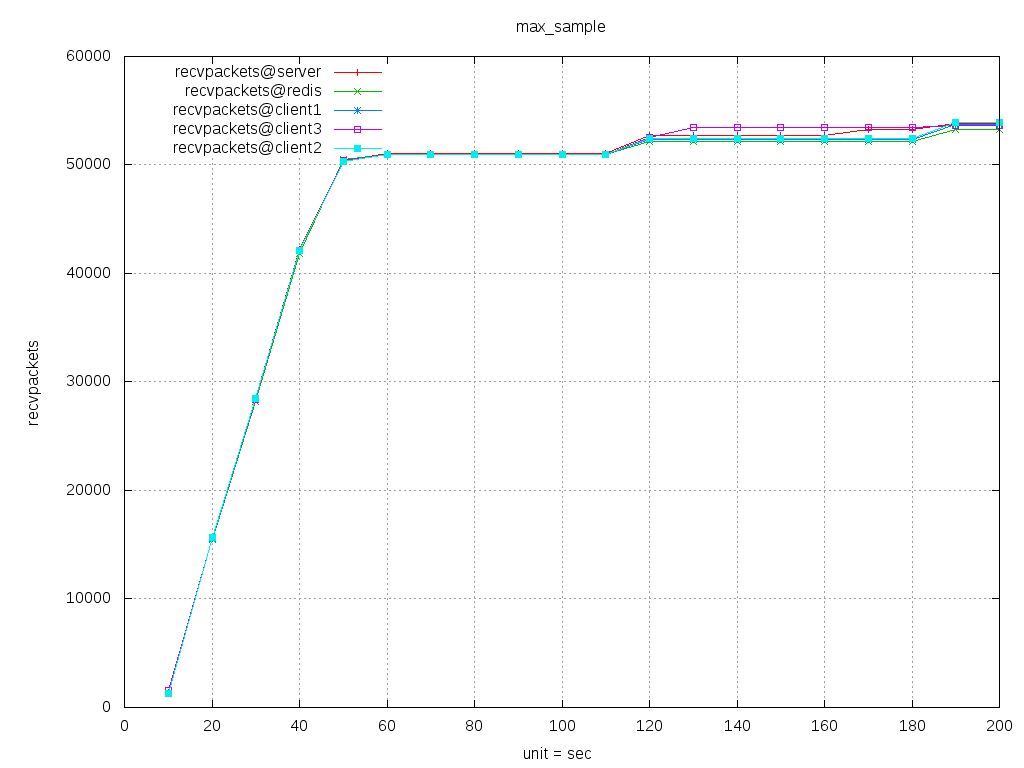 max_sample
60000
50000
40000
30000
20000
10000
0
recvpackets
recvpackets@server
recvpackets@redis
recvpackets@client1
recvpackets@client3
recvpackets@client2
0 20 40 60 80 100 120 140 160 180 200
unit = sec